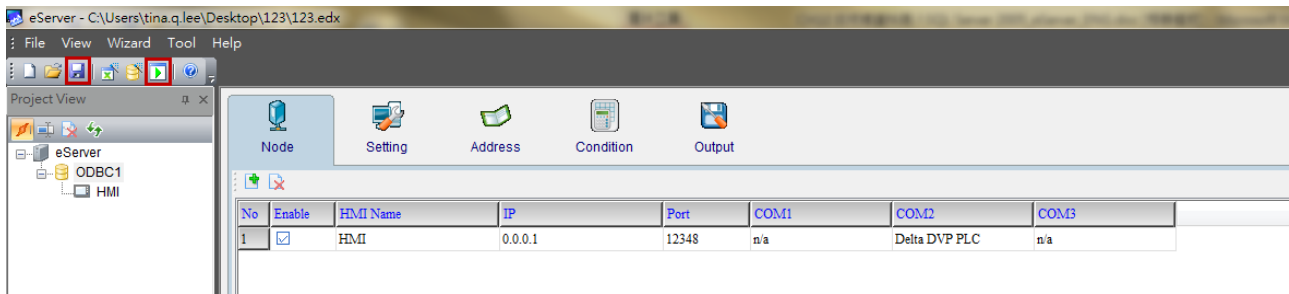 eServer - C:\Users\tina.q.lee\Desktop\123\123.edx
File View Wizard Tool Help
Project View
eServer
ODBC1
HMI
Node Setting Address Condition Output
No Enable HMI Name IP Port COM1 COM2 COM3
1 HMI 0.0.0.1 12348 n/a Delta DVP PLC n/a